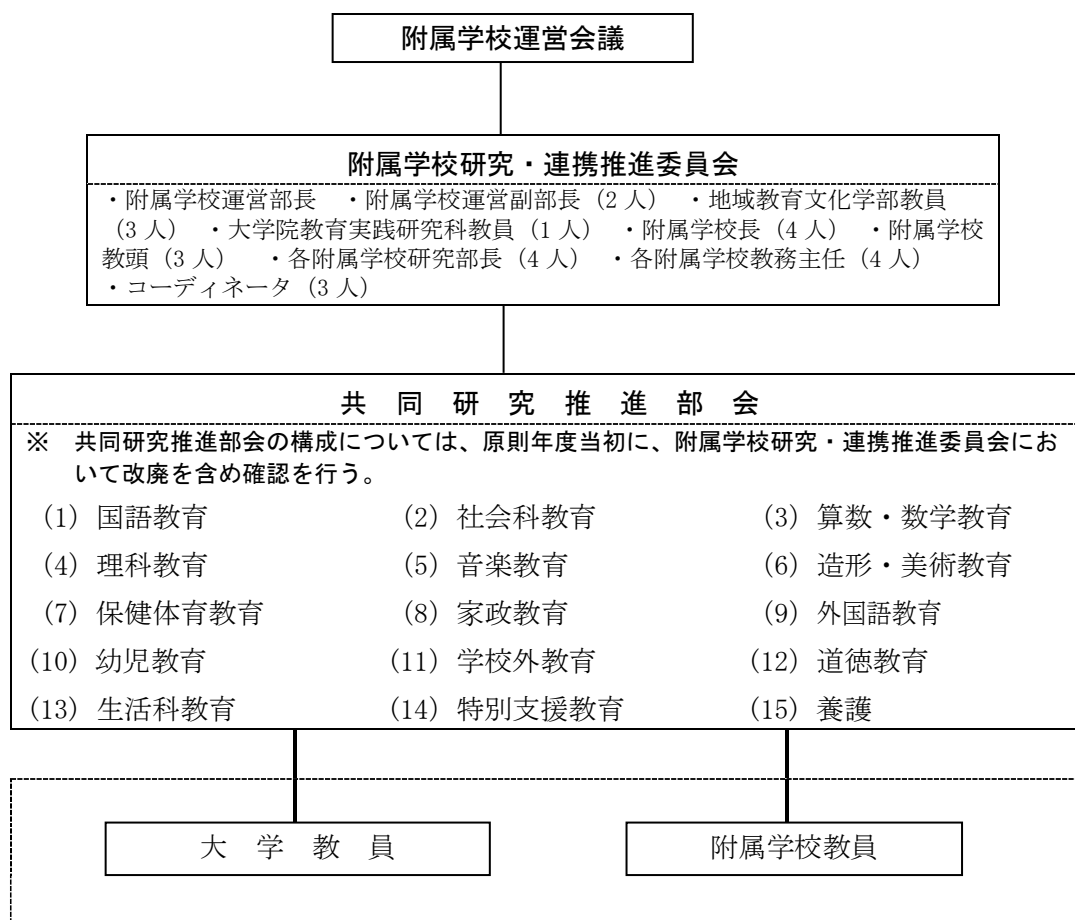 附属学校運営会議
附属学校研究・連携推進委員会
・附属学校運営部長 ・附属学校運営副部長(2人) ・地域教育文化学部教員
(3人) ・大学院教育実践研究科教員(1人) ・附属学校長(4人) ・附属学校
教頭(3人) ・各附属学校研究部長(4人) ・各附属学校教務主任(4人)
・コーディネータ(3人)
共同研究推進部会
※ 共同研究推進部会の構成については、原則年度当初に、附属学校研究・連携推進委員会にお
いて改廃を含め確認を行う。
(1) 国語教育 (2) 社会科教育 (3) 算数・数学教育
(4) 理科教育 (5) 音楽教育 (6) 造形・美術教育
(7) 保健体育教育 (8) 家政教育 (9) 外国語教育
(10) 幼児教育 (11) 学校外教育 (12) 道徳教育
(13) 生活科教育 (14) 特別支援教育 (15) 養護
大学教員 附属学校教員